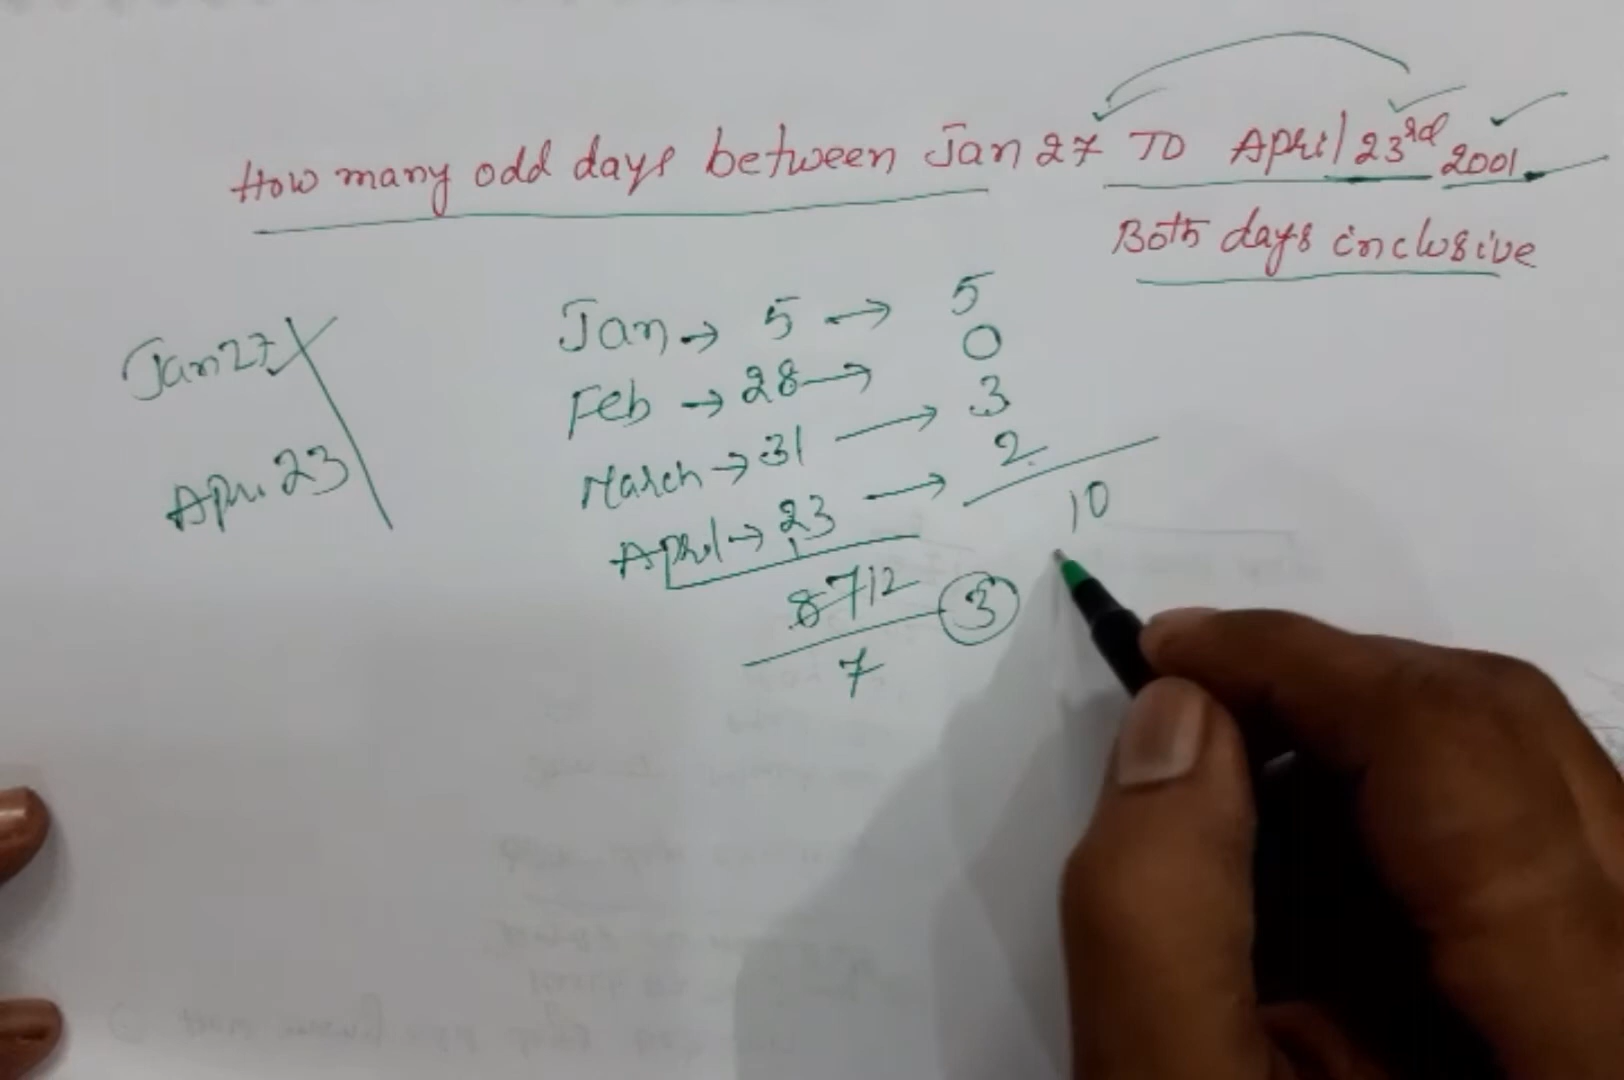 How many odd days between Jan 27 TO April 23rd 2001.
Both days inclusive
Jan 27
Apri 23
Jan → 5 → 5
Feb → 28 → 0
March → 31 → 3
April → 23 → 2
10
87 12 3
7